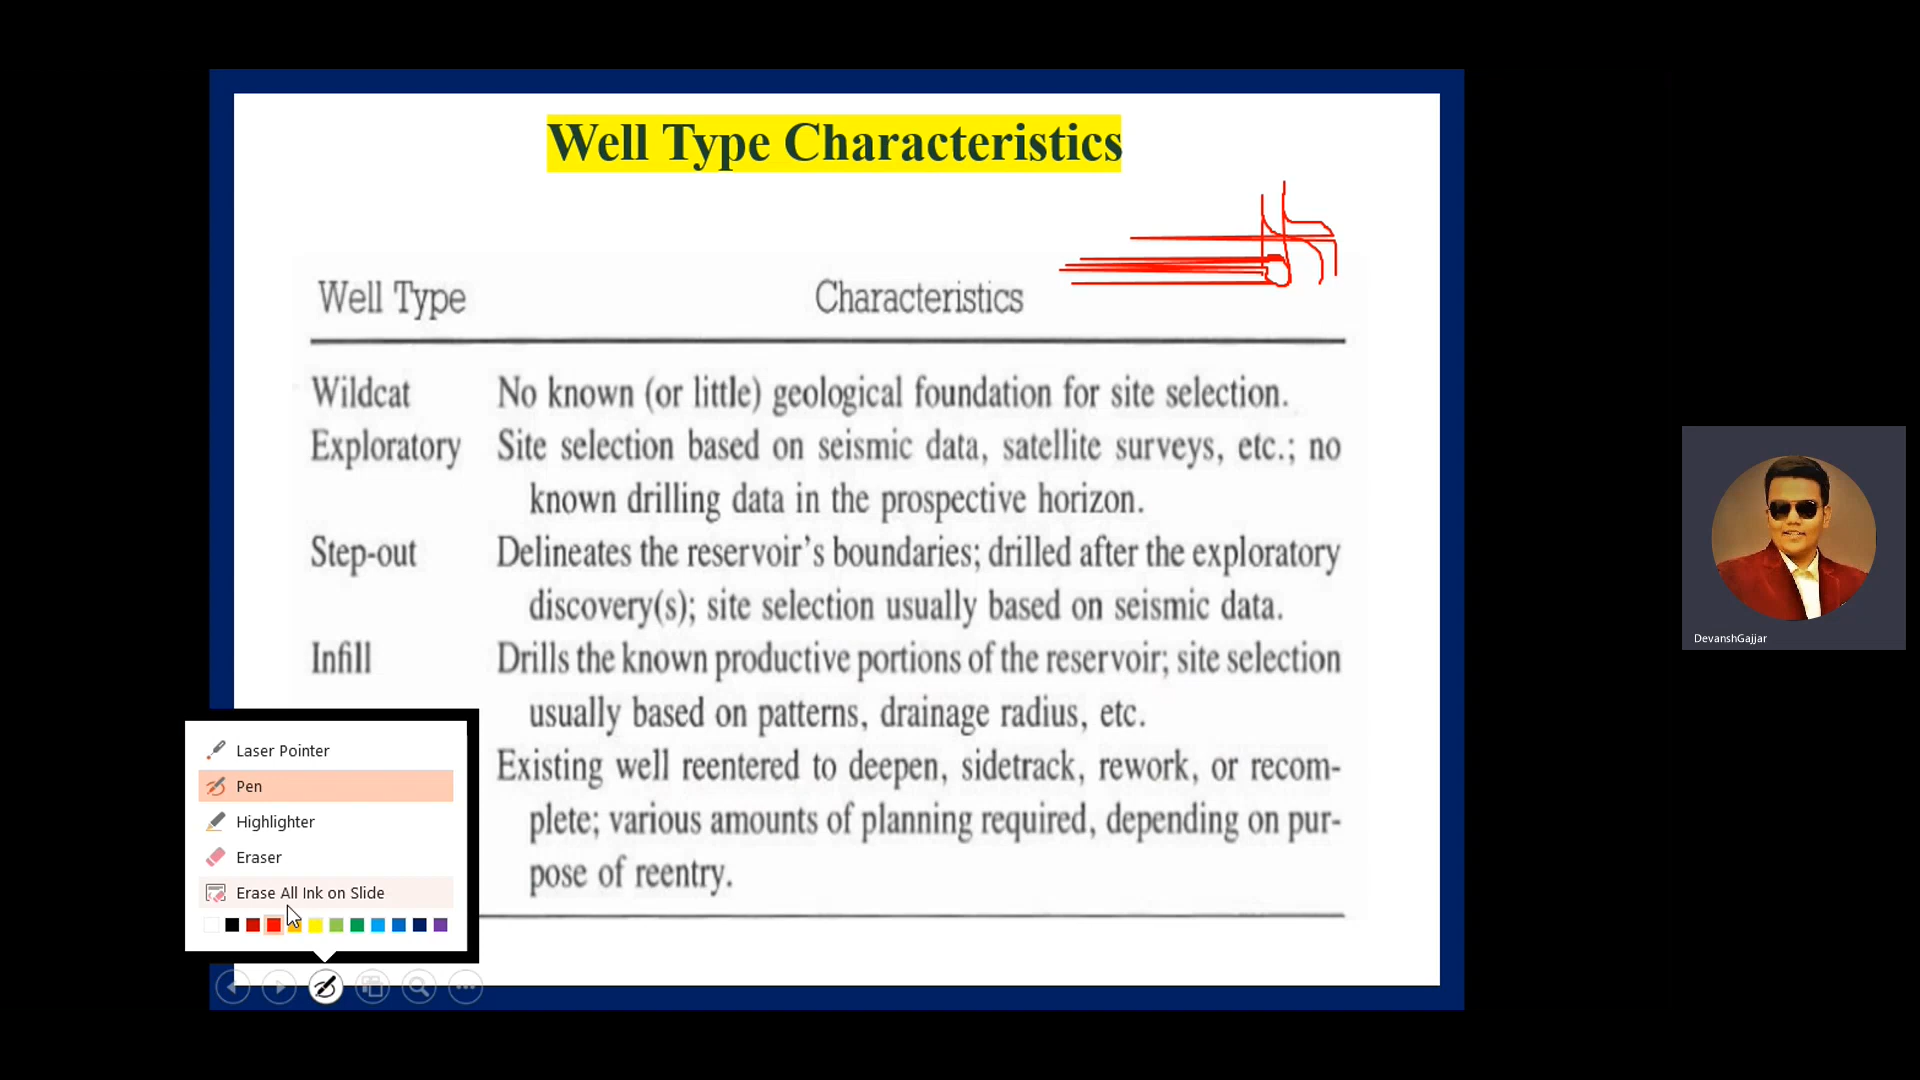 Well Type Characteristics
Well Type Characteristics
Wildcat No known (or little) geological foundation for site selection.
Exploratory Site selection based on seismic data, satellite surveys, etc.; no
known drilling data in the prospective horizon.
Step-out Delineates the reservoir's boundaries; drilled after the exploratory
discovery(s); site selection usually based on seismic data.
Infill Drills the known productive portions of the reservoir; site selection
usually based on patterns, drainage radius, etc.
Existing well reentered to deepen, sidetrack, rework, or recom-
plete; various amounts of planning required, depending on pur-
pose of reentry.
Laser Pointer
Pen
Highlighter
Eraser
Erase All Ink on Slide
DevanshGajjar